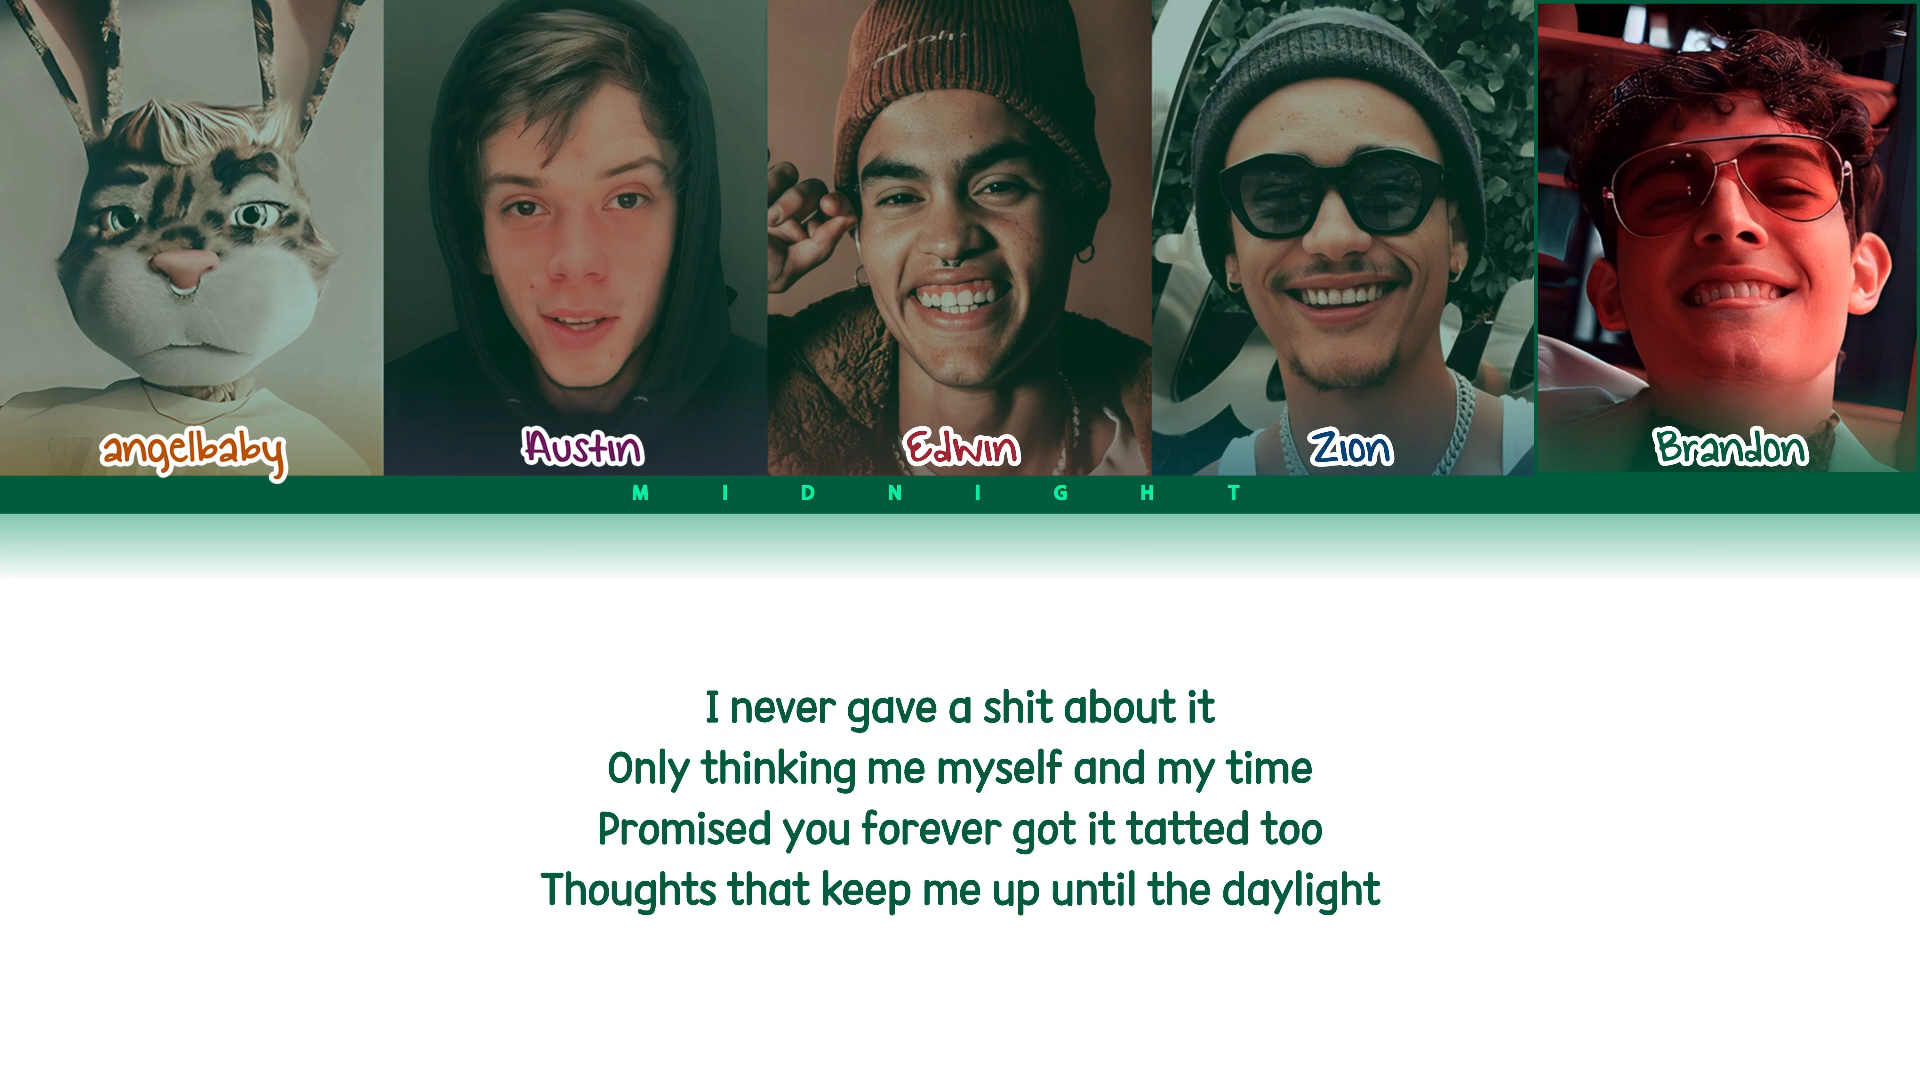 angelbaby
Austin
Edwin
Zion
Brandon
MIDNIGHT
I never gave a shit about it
Only thinking me myself and my time
Promised you forever got it tatted too
Thoughts that keep me up until the daylight